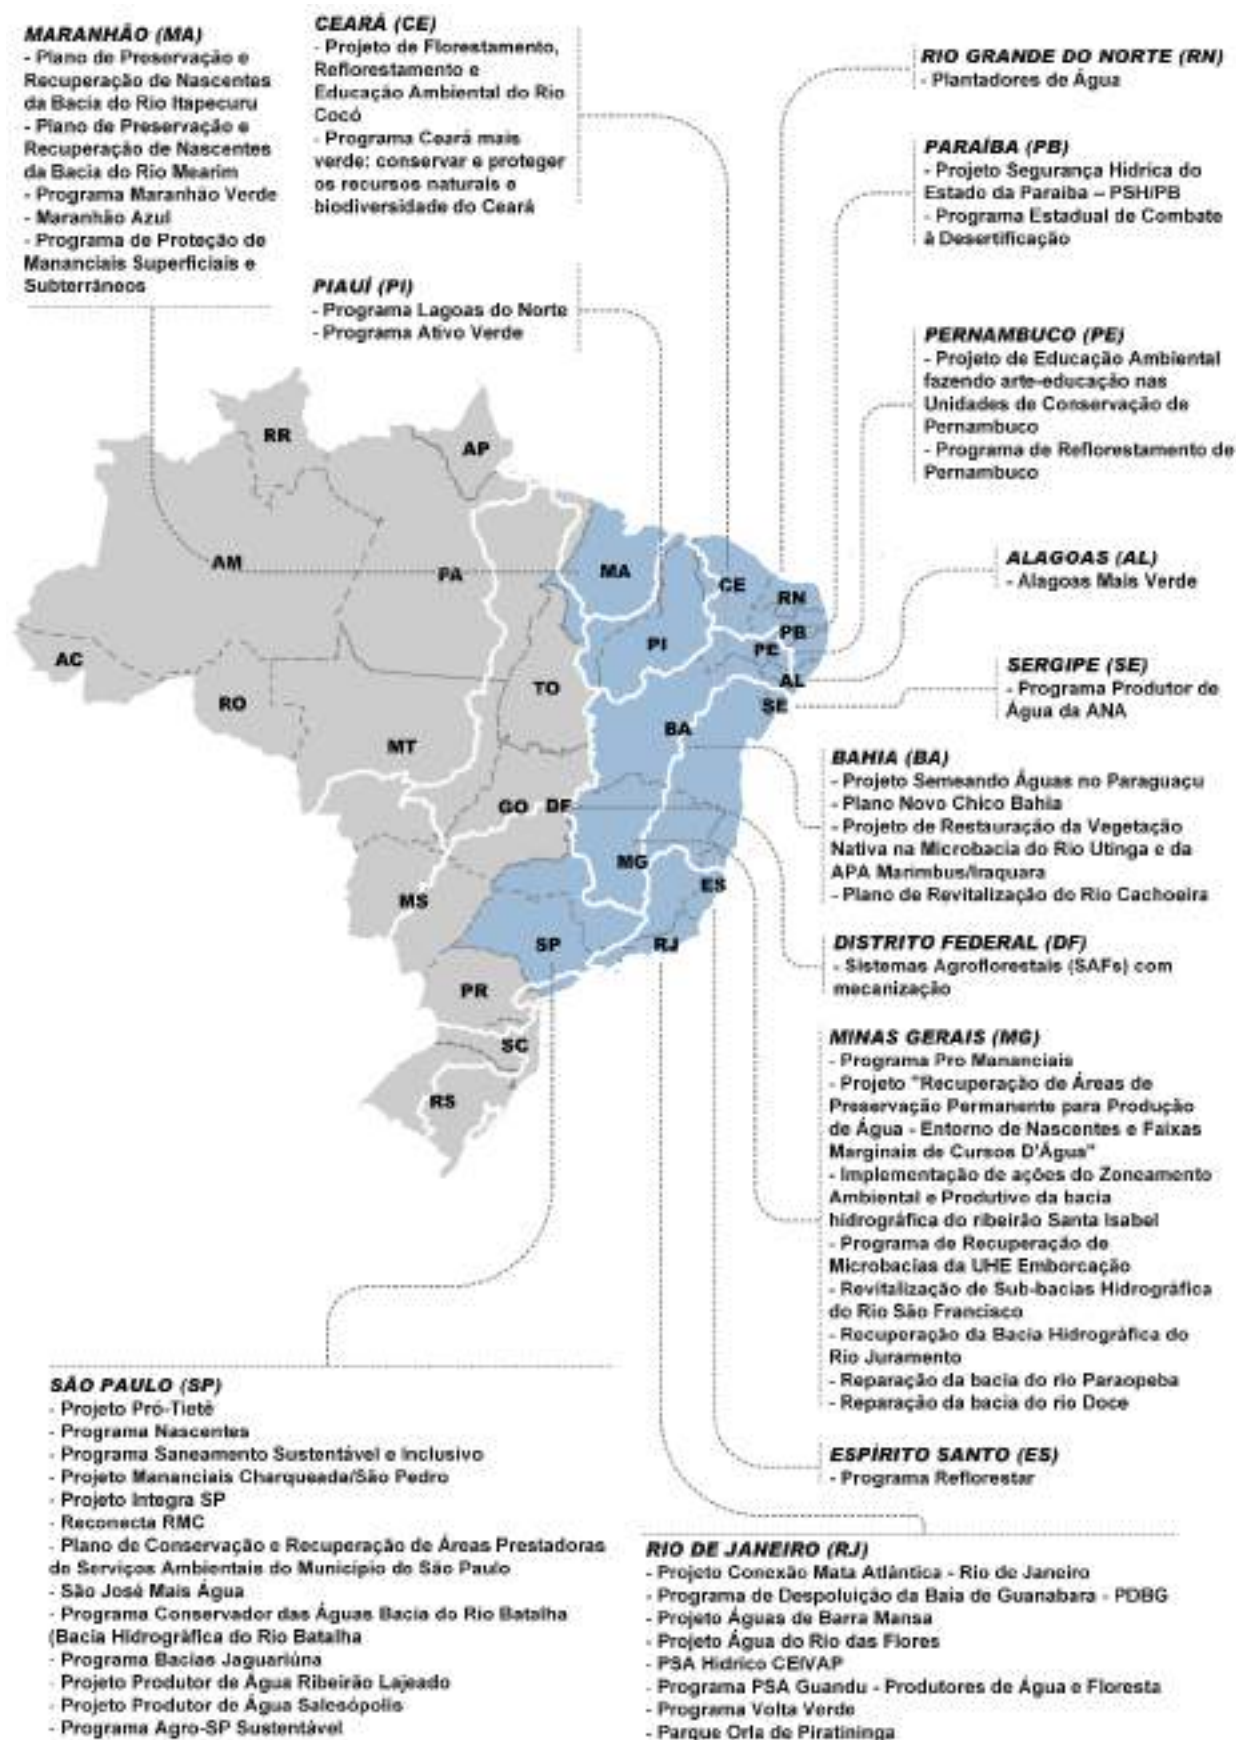 MARANHÃO (MA)
- Plano de Preservação e
Recuperação de Nascentes
da Bacia do Rio Itapecuru
- Plano de Preservação e
Recuperação de Nascentes
da Bacia do Rio Mearim
- Programa Maranhão Verde
- Maranhão Azul
- Programa de Proteção de
Mananciais Superficiais e
Subterrâneos
CEARÁ (CE)
- Projeto de Florestamento,
Reflorestamento e
Educação Ambiental do Rio
Cocó
- Programa Ceará mais
verde: conservar e proteger
os recursos naturais e
biodiversidade do Ceará
PIAUÍ (PI)
- Programa Lagoas do Norte
- Programa Ativo Verde
RIO GRANDE DO NORTE (RN)
- Plantadores de Água
PARAÍBA (PB)
- Projeto Segurança Hídrica do
Estado da Paraíba – PSH/PB
- Programa Estadual de Combate
à Desertificação
PERNAMBUCO (PE)
- Projeto de Educação Ambiental
fazendo arte-educação nas
Unidades de Conservação de
Pernambuco
- Programa de Reflorestamento de
Pernambuco
ALAGOAS (AL)
- Alagoas Mais Verde
SERGIPE (SE)
- Programa Produtor de
Água da ANA
BAHIA (BA)
- Projeto Semeando Águas no Paraguaçu
- Plano Novo Chico Bahia
- Projeto de Restauração da Vegetação
Nativa na Microbacia do Rio Utinga e da
APA Marimbus/Iraquara
- Plano de Revitalização do Rio Cachoeira
DISTRITO FEDERAL (DF)
- Sistemas Agroflorestais (SAFs) com
mecanização
MINAS GERAIS (MG)
- Programa Pro Mananciais
- Projeto "Recuperação de Áreas de
Preservação Permanente para Produção
de Água - Entorno de Nascentes e Faixas
Marginais de Cursos D'Água"
- Implementação de ações do Zoneamento
Ambiental e Produtivo da bacia
hidrográfica do ribeirão Santa Isabel
- Programa de Recuperação de
Microbacias da UHE Emborcação
- Revitalização de Sub-bacias Hidrográfica
do Rio São Francisco
- Recuperação da Bacia Hidrográfica do
Rio Juramento
- Reparação da bacia do rio Paraopeba
- Reparação da bacia do rio Doce
ESPÍRITO SANTO (ES)
- Programa Reflorestar
RR
AP
AM
PA
MA
CE
RN
PB
PE
PI
AL
SE
AC
RO
TO
BA
MT
GO
DF
MG
ES
MS
SP
RJ
PR
SC
RS
SÃO PAULO (SP)
- Projeto Pró-Tietê
- Programa Nascentes
- Programa Saneamento Sustentável e Inclusivo
- Projeto Mananciais Charqueada/São Pedro
- Projeto Integra SP
- Reconecta RMC
- Plano de Conservação e Recuperação de Áreas Prestadoras
de Serviços Ambientais do Município de São Paulo
- São José Mais Água
- Programa Conservador das Águas Bacia do Rio Batalha
(Bacia Hidrográfica do Rio Batalha
- Programa Bacias Jaguariúna
- Projeto Produtor de Água Ribeirão Lajeado
- Projeto Produtor de Água Salesópolis
- Programa Agro-SP Sustentável
RIO DE JANEIRO (RJ)
- Projeto Conexão Mata Atlântica - Rio de Janeiro
- Programa de Despoluição da Baia de Guanabara - PDBG
- Projeto Águas de Barra Mansa
- Projeto Água do Rio das Flores
- PSA Hídrico CEIVAP
- Programa PSA Guandu - Produtores de Água e Floresta
- Programa Volta Verde
- Parque Orla de Piratininga